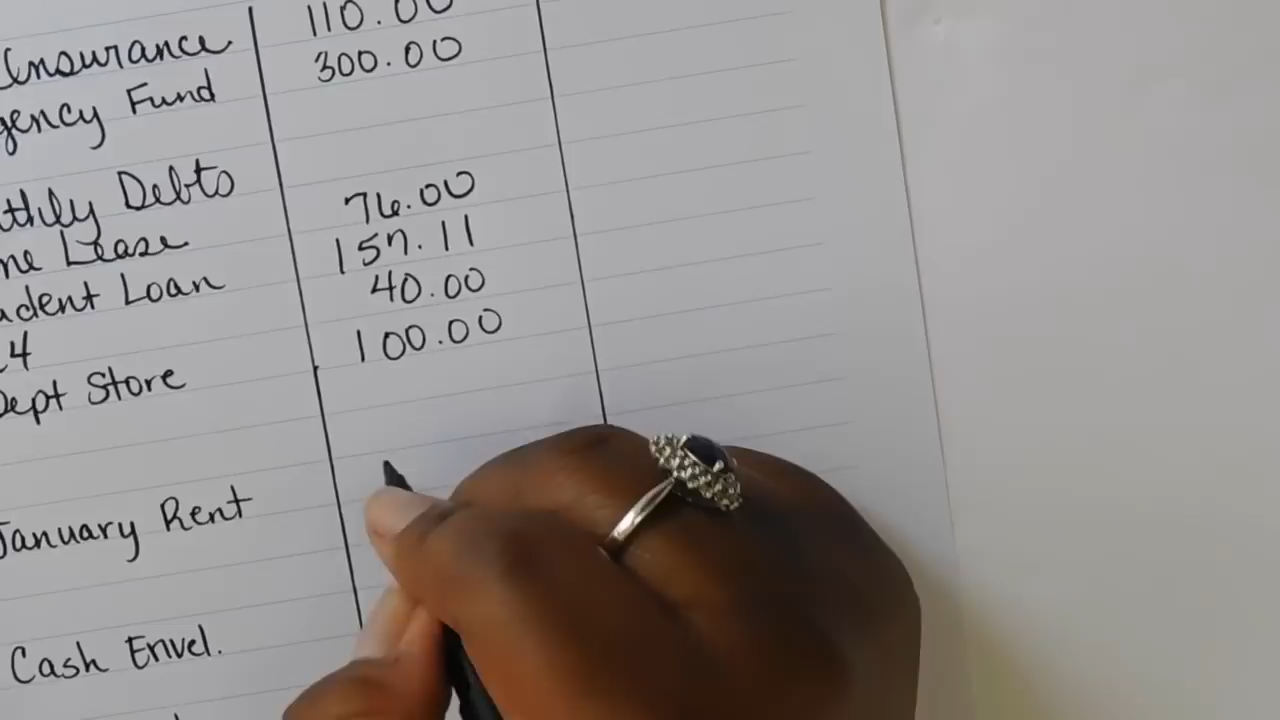 110.00
Insurance 300.00
gency Fund
thly Debts 76.00
ne Lease 157.11
udent Loan 40.00
4 100.00
Dept Store
January Rent
Cash Envel.